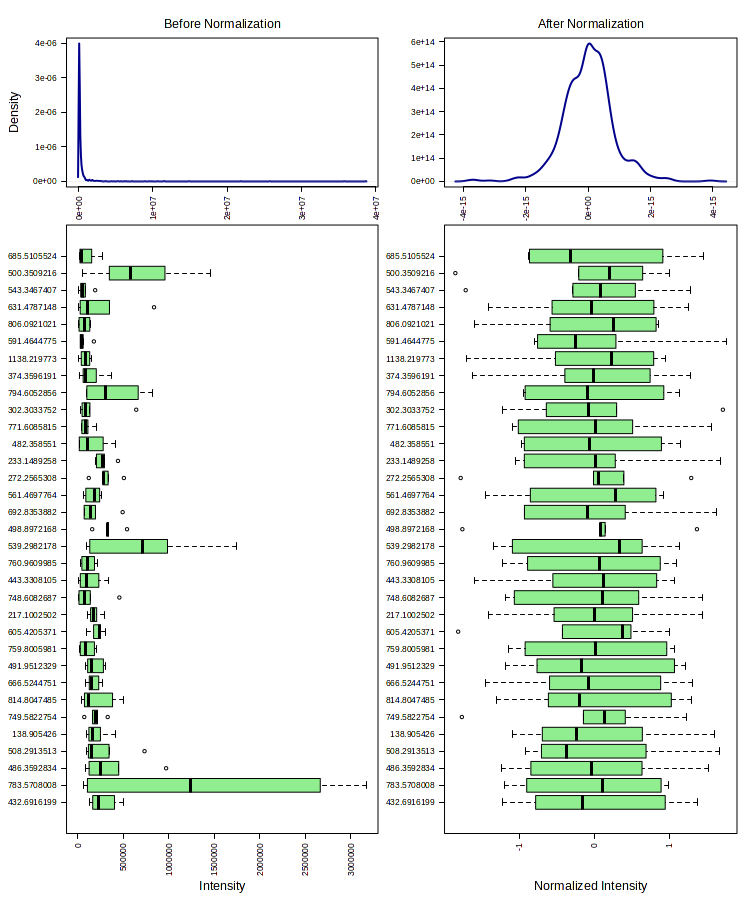 Before Normalization
After Normalization
Density
4e-06
3e-06
2e-06
1e-06
0e+00
0e+00
1e+07
2e+07
3e+07
4e+07
6e+14
5e+14
4e+14
3e+14
2e+14
1e+14
0e+00
-4e-15
-2e-15
0e+00
2e-15
4e-15
685.5105524
500.3509216
543.3467407
631.4787148
806.0921021
591.4644775
1138.219773
374.3596191
794.6052856
302.3033752
771.6085815
482.358551
233.1489258
272.2565308
561.4697764
692.8353882
498.8972168
539.2982178
760.9609985
443.3308105
748.6082687
217.1002502
605.4205371
759.8005981
491.9512329
666.5244751
814.8047485
749.5822754
138.905426
508.2913513
486.3592834
783.5708008
432.6916199
0
500000
1000000
1500000
2000000
2500000
3000000
Intensity
685.5105524
500.3509216
543.3467407
631.4787148
806.0921021
591.4644775
1138.219773
374.3596191
794.6052856
302.3033752
771.6085815
482.358551
233.1489258
272.2565308
561.4697764
692.8353882
498.8972168
539.2982178
760.9609985
443.3308105
748.6082687
217.1002502
605.4205371
759.8005981
491.9512329
666.5244751
814.8047485
749.5822754
138.905426
508.2913513
486.3592834
783.5708008
432.6916199
-1
0
1
Normalized Intensity